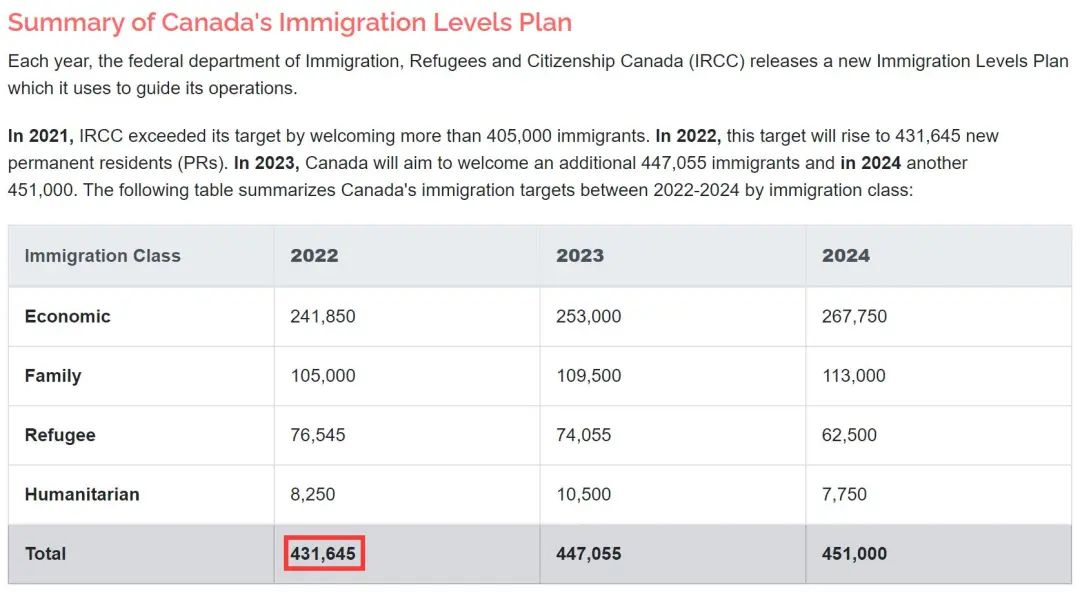 Summary of Canada's Immigration Levels Plan
Each year, the federal department of Immigration, Refugees and Citizenship Canada (IRCC) releases a new Immigration Levels Plan
which it uses to guide its operations.
In 2021, IRCC exceeded its target by welcoming more than 405,000 immigrants. In 2022, this target will rise to 431,645 new
permanent residents (PRs). In 2023, Canada will aim to welcome an additional 447,055 immigrants and in 2024 another
451,000. The following table summarizes Canada's immigration targets between 2022-2024 by immigration class:
Immigration Class 2022 2023 2024
Economic 241,850 253,000 267,750
Family 105,000 109,500 113,000
Refugee 76,545 74,055 62,500
Humanitarian 8,250 10,500 7,750
Total 431,645 447,055 451,000